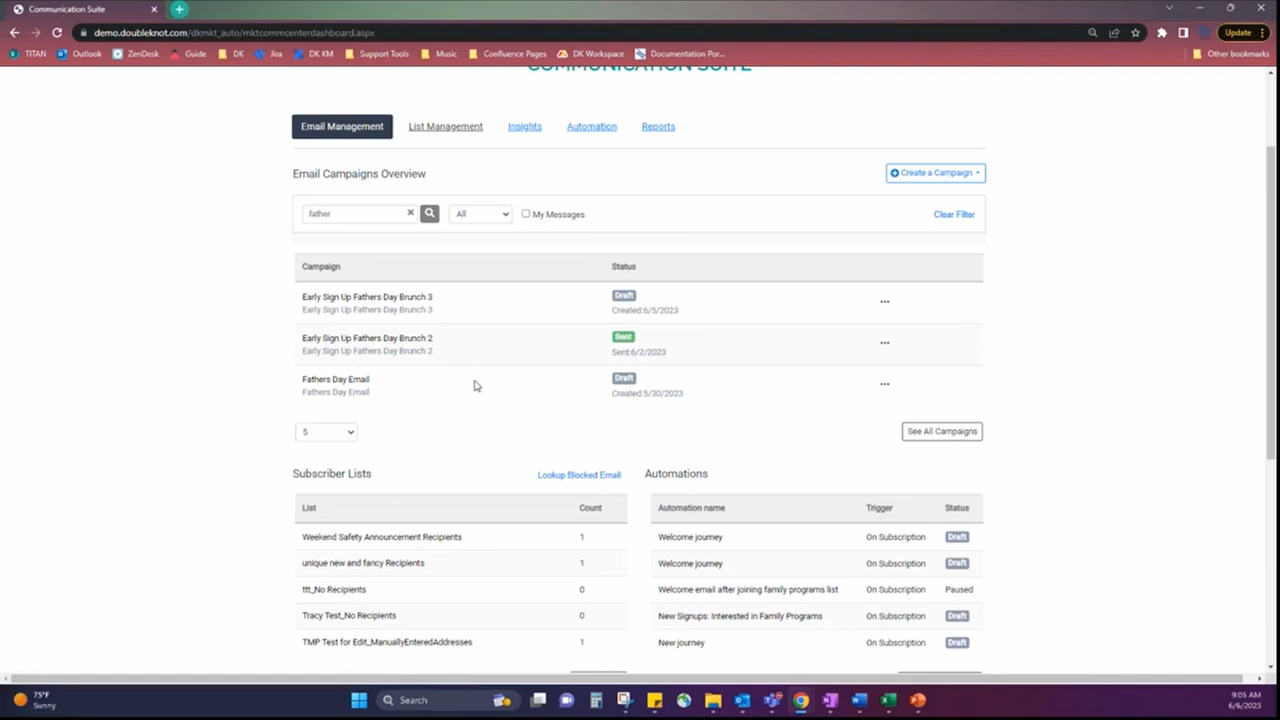 Communication Suite
demo.doubleknot.com/dkmkt_auto/mktcommcenterdashboard.aspx
Update
TITAN Outlook ZenDesk Guide DK Jira DK KM Support Tools Music Confluence Pages DK Workspace Documentation Por... Other bookmarks
COMMUNICATION SUITE
Email Management List Management Insights Automation Reports
Email Campaigns Overview Create a Campaign
father All My Messages Clear Filter
Campaign Status
Early Sign Up Fathers Day Brunch 3 Draft
Early Sign Up Fathers Day Brunch 3 Created:6/5/2023
Early Sign Up Fathers Day Brunch 2 Sent
Early Sign Up Fathers Day Brunch 2 Sent:6/2/2023
Fathers Day Email Draft
Fathers Day Email Created:5/30/2023
5 See All Campaigns
Subscriber Lists Lookup Blocked Email Automations
List Count Automation name Trigger Status
Weekend Safety Announcement Recipients 1 Welcome journey On Subscription Draft
unique new and fancy Recipients 1 Welcome journey On Subscription Draft
ttt_No Recipients 0 Welcome email after joining family programs list On Subscription Paused
Tracy Test_No Recipients 0 New Signups: Interested in Family Programs On Subscription Draft
TMP Test for Edit_ManuallyEnteredAddresses 1 New journey On Subscription Draft
75°F
Sunny
Search
9:05 AM
6/6/2023